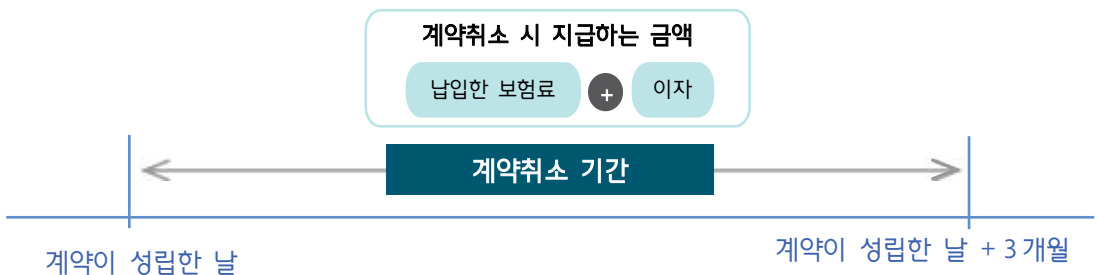 계약취소 시 지급하는 금액
납입한 보험료 + 이자
계약취소 기간
계약이 성립한 날
계약이 성립한 날 + 3개월